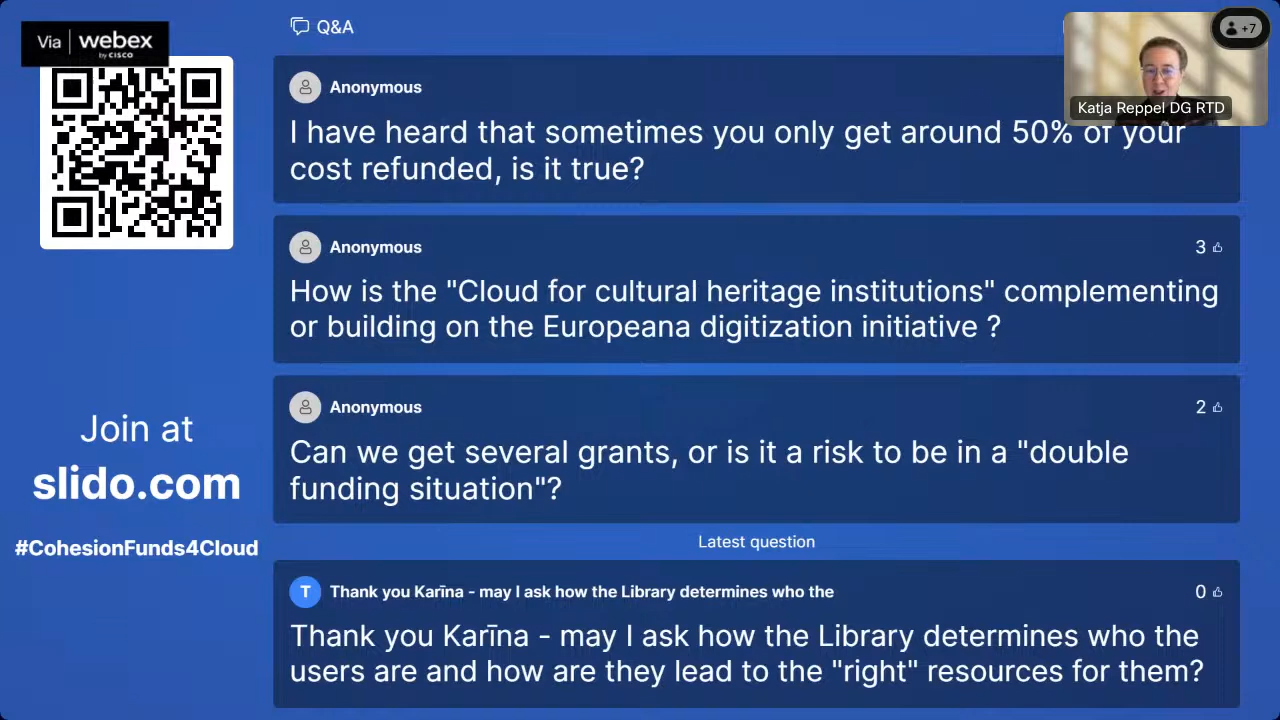 Via | webex
by CISCO
Q&A
+7
Katja Reppel DG RTD
Anonymous
I have heard that sometimes you only get around 50% of your
cost refunded, is it true?
Anonymous
3
How is the "Cloud for cultural heritage institutions" complementing
or building on the Europeana digitization initiative ?
Anonymous
2
Can we get several grants, or is it a risk to be in a "double
funding situation"?
Join at
slido.com
#CohesionFunds4Cloud
Latest question
T
Thank you Karīna - may I ask how the Library determines who the
0
Thank you Karīna - may I ask how the Library determines who the
users are and how are they lead to the "right" resources for them?